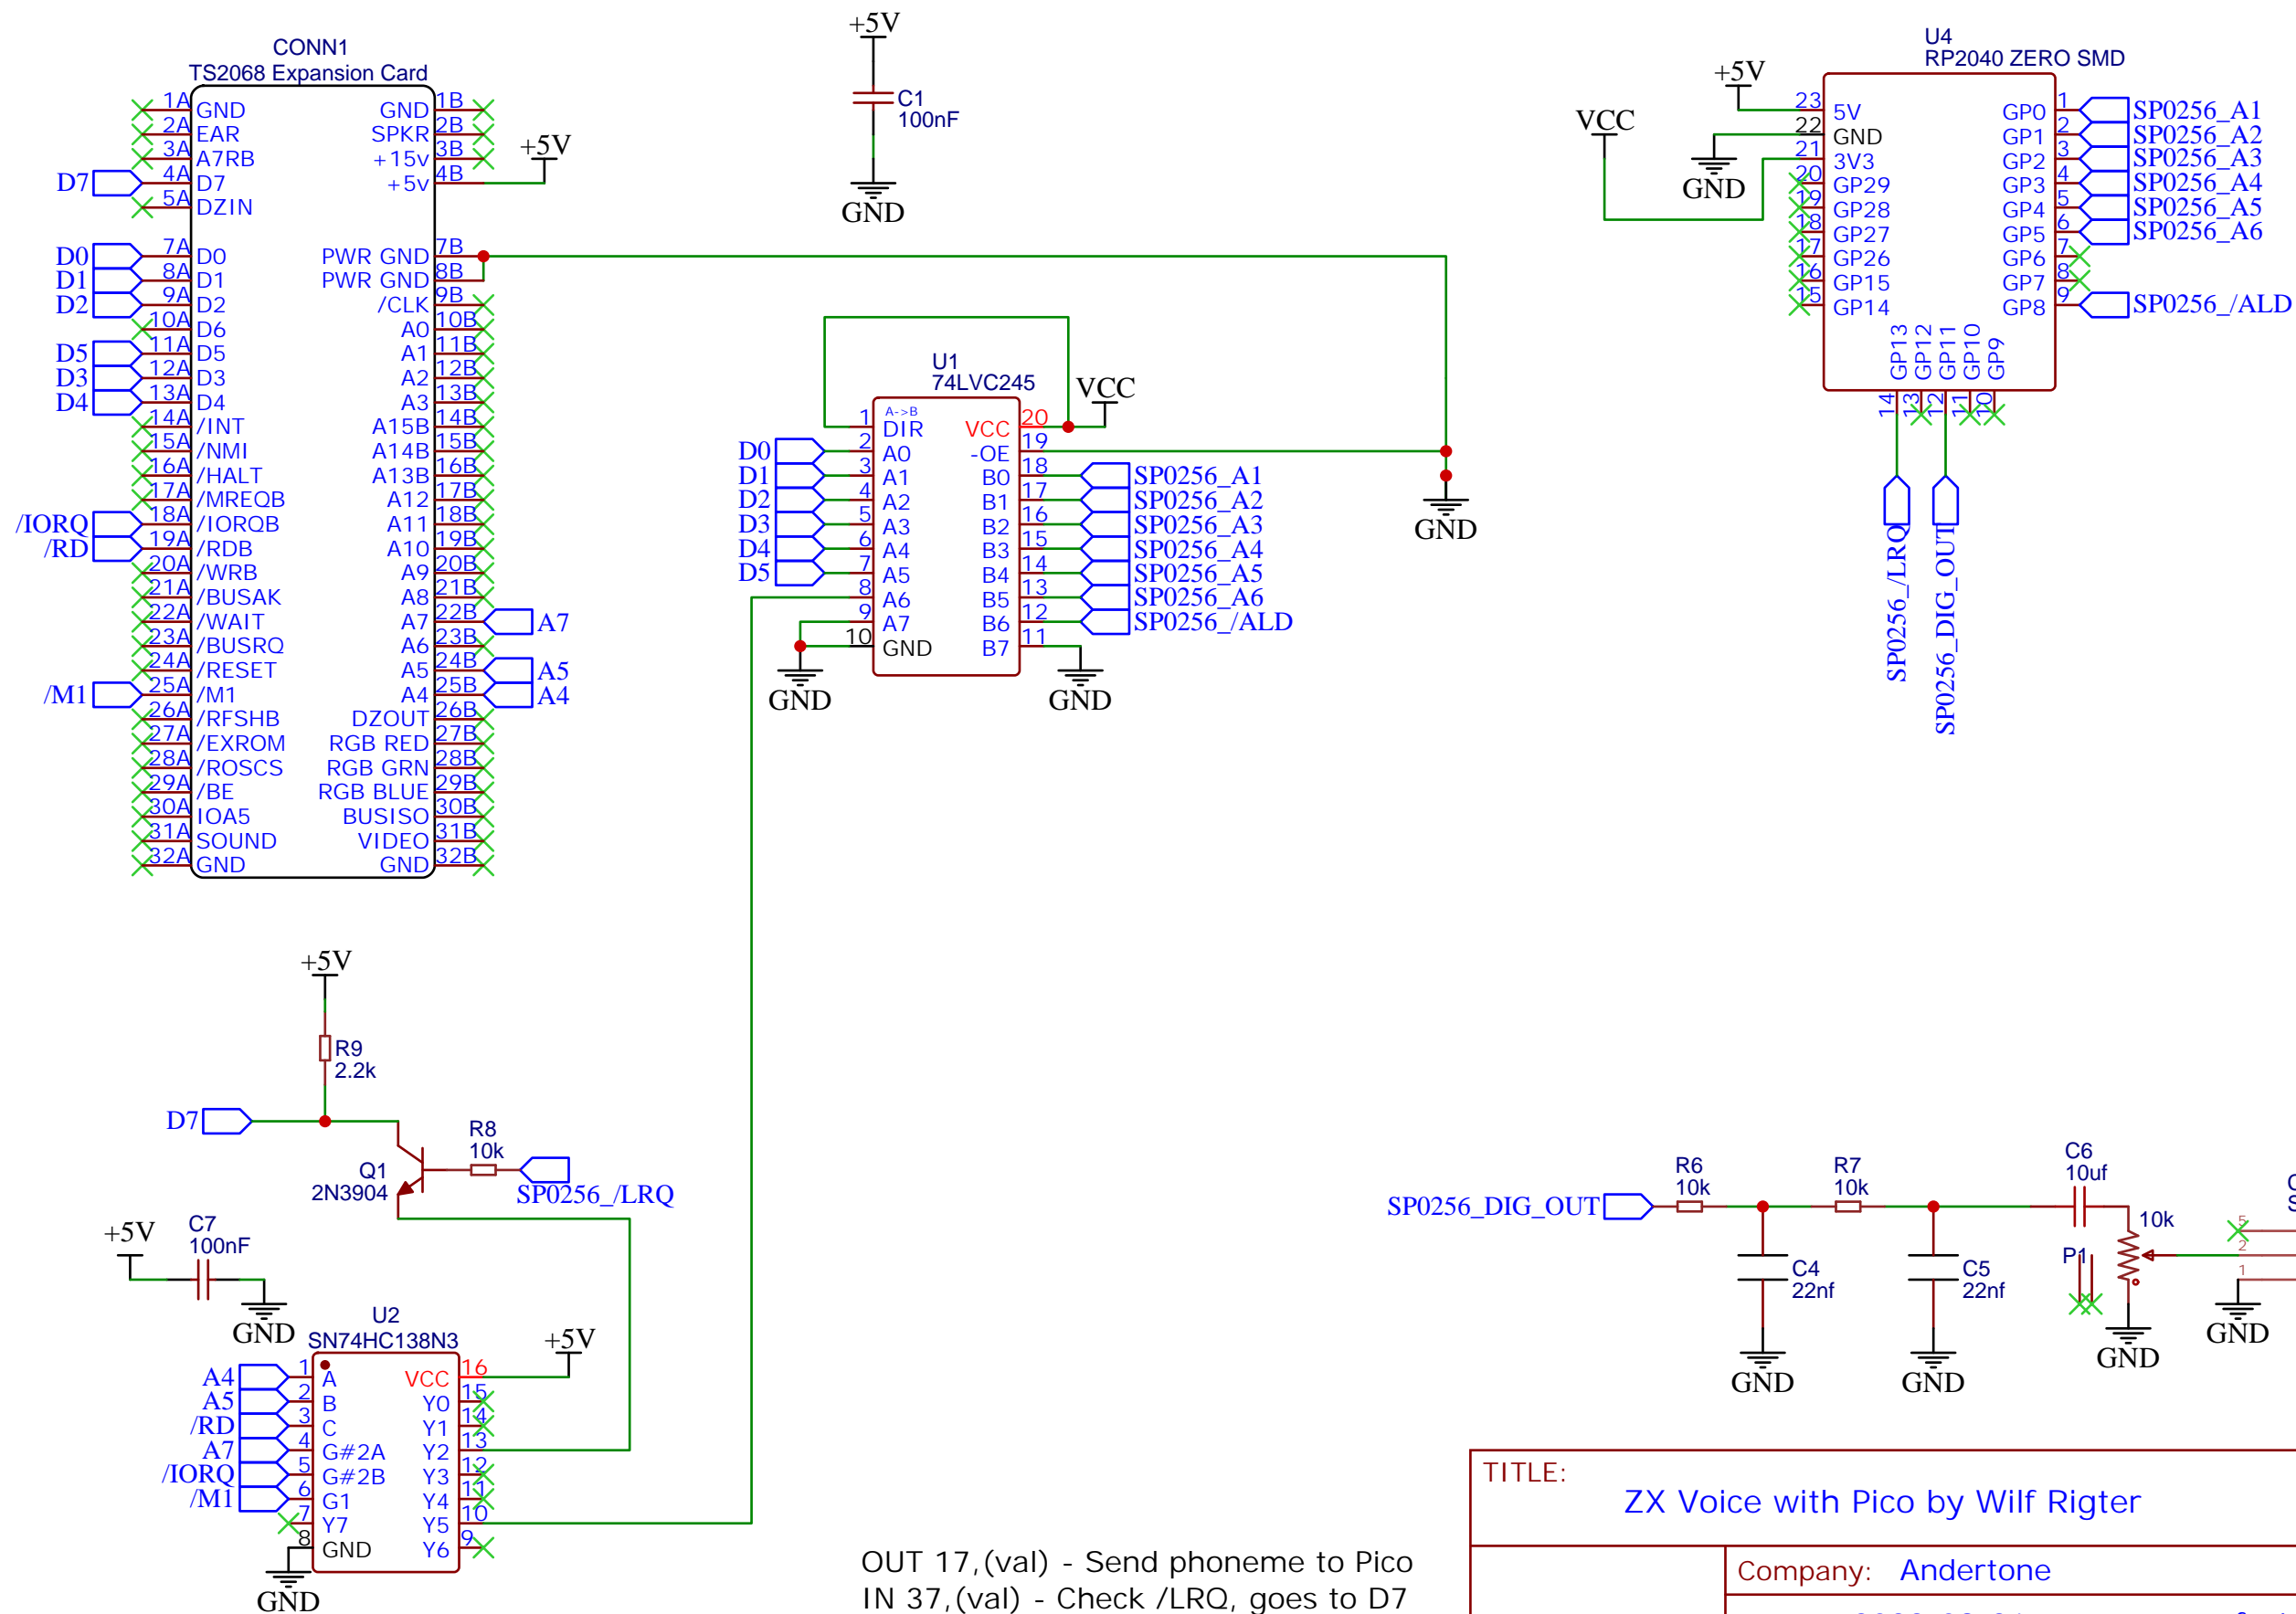 CONN1
TS2068 Expansion Card
1A GND GND 1B
2A EAR SPKR 2B
3A A7RB +15v 3B
D7 4A D7 +5v 4B +5V
5A DZIN
D0 7A D0 PWR GND 7B
D1 8A D1 PWR GND 8B
D2 9A D2 /CLK 9B
10A D6 A0 10B
D5 11A D5 A1 11B
D3 12A D3 A2 12B
D4 13A D4 A3 13B
14A /INT A15B 14B
15A /NMI A14B 15B
16A /HALT A13B 16B
17A /MREQB A12 17B
/IORQ 18A /IORQB A11 18B
/RD 19A /RDB A10 19B
20A /WRB A9 20B
21A /BUSAK A8 21B
22A /WAIT A7 22B A7
23A /BUSRQ A6 23B
24A /RESET A5 24B A5
/M1 25A /M1 A4 25B A4
26A /RFSHB DZOUT 26B
27A /EXROM RGB RED 27B
28A /ROSCS RGB GRN 28B
29A /BE RGB BLUE 29B
30A IOA5 BUSISO 30B
31A SOUND VIDEO 31B
32A GND GND 32B
+5V
C1
100nF
GND
U1
74LVC245
VCC
A->B
1 DIR VCC 20
D0 2 A0 -OE 19
D1 3 A1 B0 18 SP0256_A1
D2 4 A2 B1 17 SP0256_A2
D3 5 A3 B2 16 SP0256_A3
D4 6 A4 B3 15 SP0256_A4
D5 7 A5 B4 14 SP0256_A5
8 A6 B5 13 SP0256_A6
9 A7 B6 12 SP0256_/ALD
10 GND B7 11
GND
GND
GND
U4
RP2040 ZERO SMD
+5V
VCC
GND
23 5V GP0 1 SP0256_A1
22 GND GP1 2 SP0256_A2
21 3V3 GP2 3 SP0256_A3
20 GP29 GP3 4 SP0256_A4
19 GP28 GP4 5 SP0256_A5
18 GP27 GP5 6 SP0256_A6
17 GP26 GP6 7
16 GP15 GP7 8
15 GP14 GP8 9 SP0256_/ALD
GP13 GP12 GP11 GP10 GP9
14 13 12 11 10
SP0256_/LRQ
SP0256_DIG_OUT
+5V
R9
2.2k
D7
R8
10k
Q1
2N3904
SP0256_/LRQ
+5V
C7
100nF
GND
U2
SN74HC138N3
+5V
A4 1 A VCC 16
A5 2 B Y0 15
/RD 3 C Y1 14
A7 4 G#2A Y2 13
/IORQ 5 G#2B Y3 12
/M1 6 G1 Y4 11
7 Y7 Y5 10
8 GND Y6 9
GND
SP0256_DIG_OUT
R6
10k
R7
10k
C6
10uf
C4
22nf
C5
22nf
10k
P1
5
2
1
GND
GND
GND
GND
OUT 17,(val) - Send phoneme to Pico
IN 37,(val) - Check /LRQ, goes to D7
TITLE:
ZX Voice with Pico by Wilf Rigter
Company: Andertone